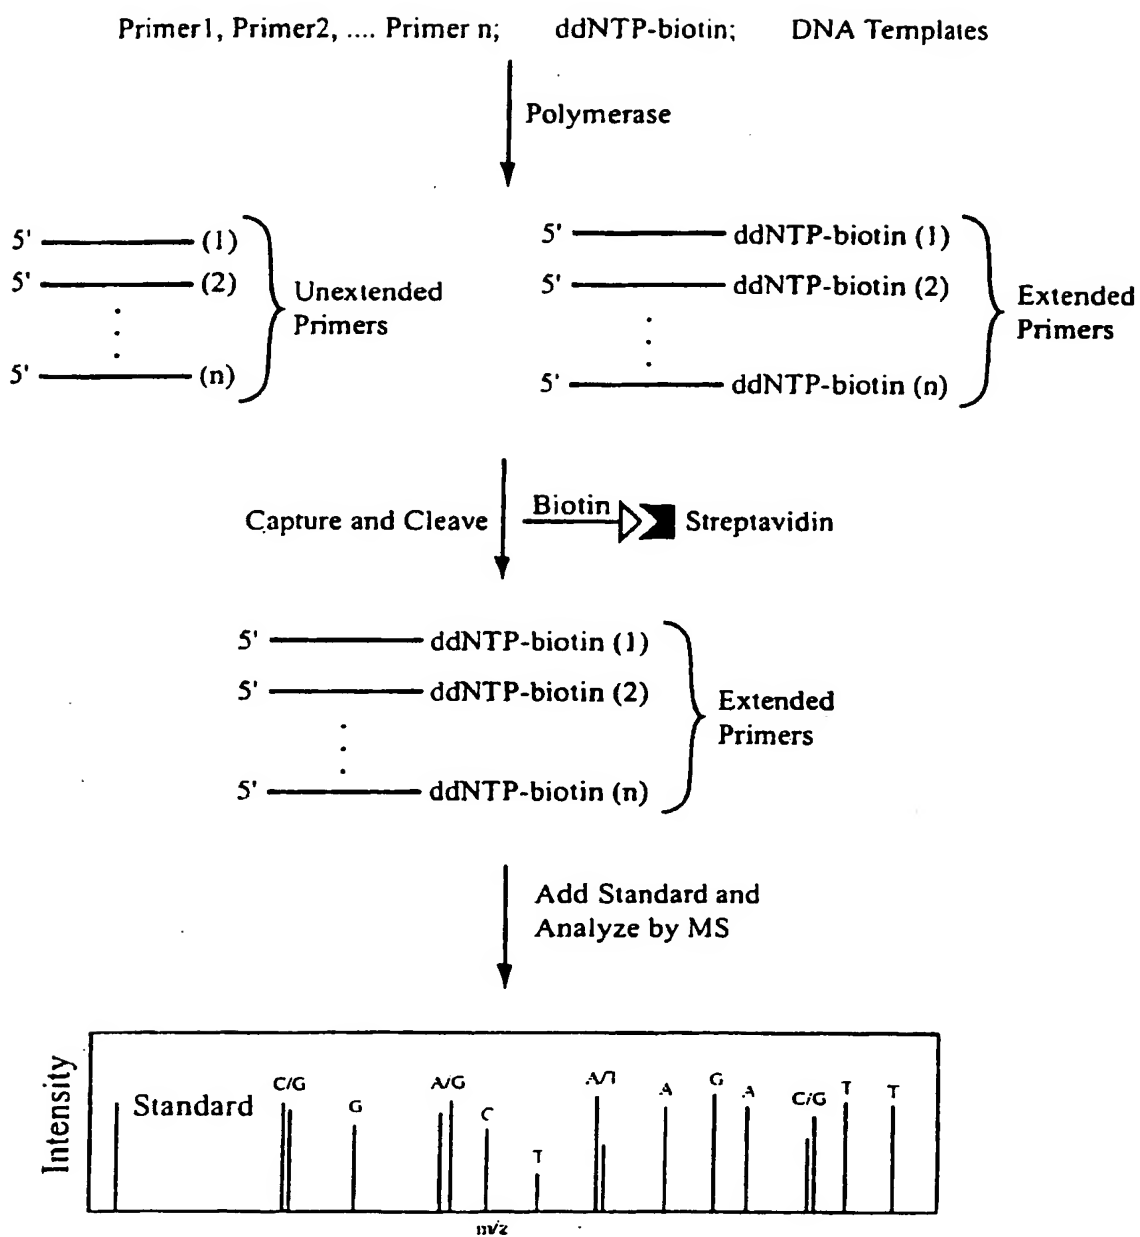 Primer1, Primer2, .... Primer n; ddNTP-biotin; DNA Templates
Polymerase
5' (1)
5' (2)
5' (n)
Unextended
Primers
5' ddNTP-biotin (1)
5' ddNTP-biotin (2)
5' ddNTP-biotin (n)
Extended
Primers
Capture and Cleave
Biotin
Streptavidin
5' ddNTP-biotin (1)
5' ddNTP-biotin (2)
5' ddNTP-biotin (n)
Extended
Primers
Add Standard and
Analyze by MS
Intensity
Standard
C/G
G
A/G
C
T
A/T
A
G
A
C/G
T
T
m/z